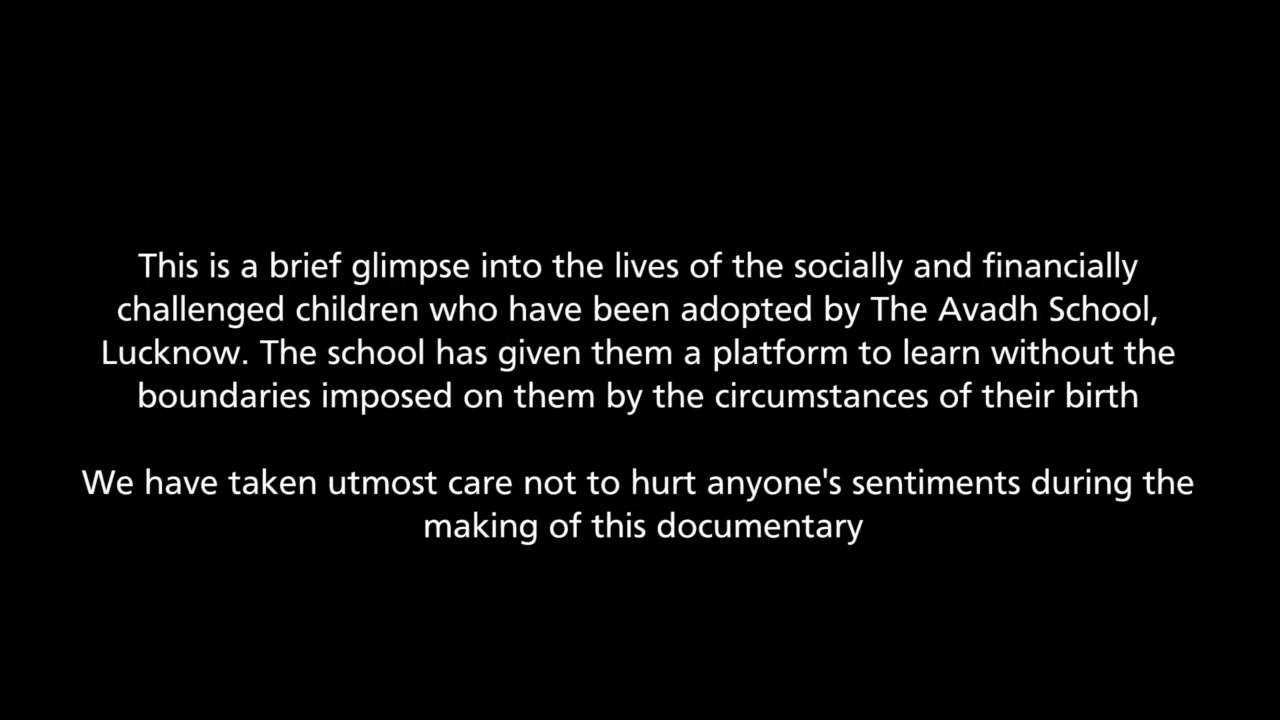 This is a brief glimpse into the lives of the socially and financially
challenged children who have been adopted by The Avadh School,
Lucknow. The school has given them a platform to learn without the
boundaries imposed on them by the circumstances of their birth
We have taken utmost care not to hurt anyone's sentiments during the
making of this documentary